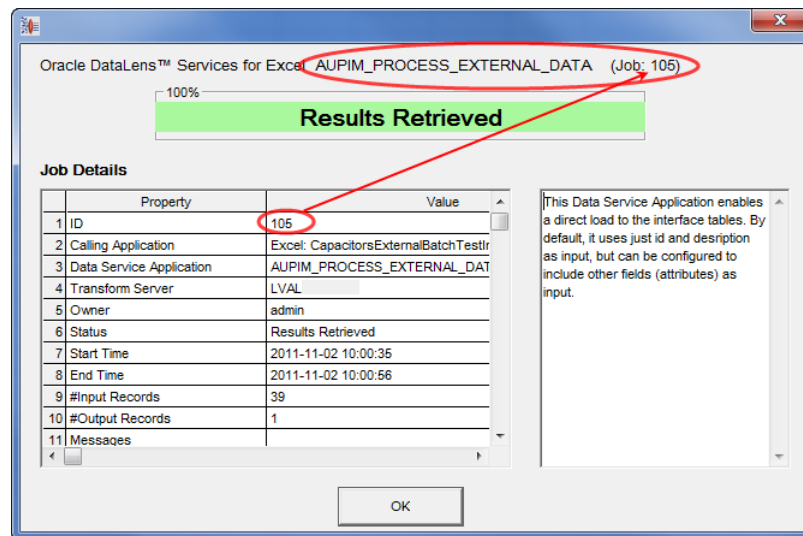 Oracle DataLens™ Services for Excel AUPIM_PROCESS_EXTERNAL_DATA (Job: 105)
100%
Results Retrieved
Job Details
Property Value
1 ID 105
2 Calling Application Excel: CapacitorsExternalBatchTestIr
3 Data Service Application AUPIM_PROCESS_EXTERNAL_DAT
4 Transform Server LVAL
5 Owner admin
6 Status Results Retrieved
7 Start Time 2011-11-02 10:00:35
8 End Time 2011-11-02 10:00:56
9 #Input Records 39
10 #Output Records 1
11 Messages
This Data Service Application enables
a direct load to the interface tables. By
default, it uses just id and desription
as input, but can be configured to
include other fields (attributes) as
input.
OK